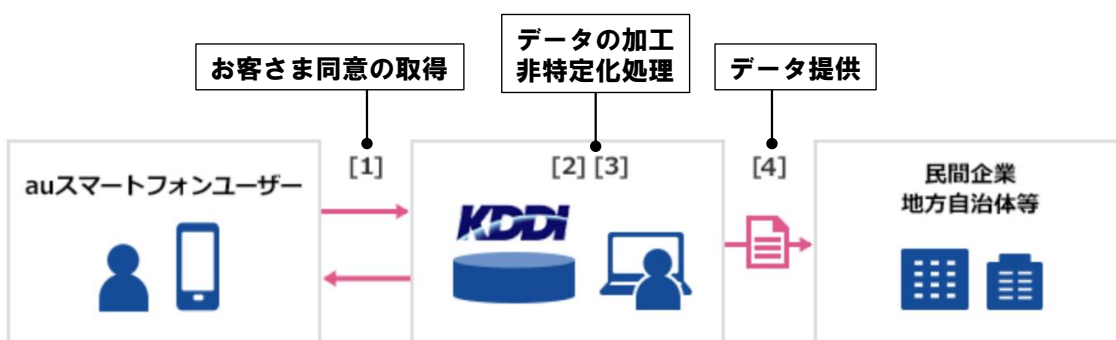 お客さま同意の取得
データの加工
非特定化処理
データ提供
[1]
[2] [3]
[4]
auスマートフォンユーザー
KDDI
民間企業
地方自治体等